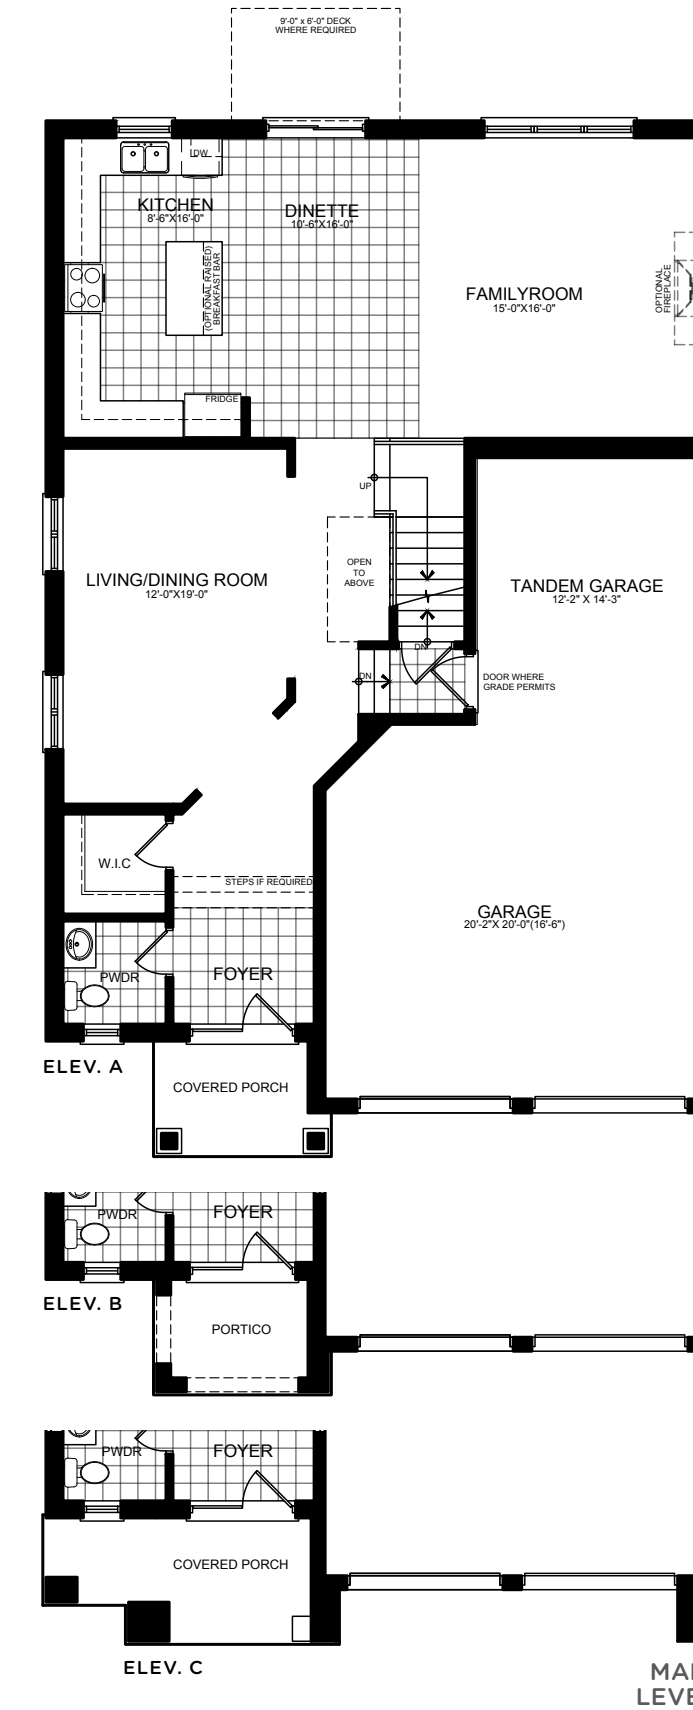 9'-0" x 6'-0" DECK
WHERE REQUIRED
DW
KITCHEN
8'-6"X16'-0"
DINETTE
10'-6"X16'-0"
(OPTIONAL RAISED)
BREAKFAST BAR
FAMILYROOM
15'-0"X16'-0"
OPTIONAL
FIREPLACE
FRIDGE
UP
OPEN
TO
ABOVE
LIVING/DINING ROOM
12'-0"X19'-0"
TANDEM GARAGE
12'-2" X 14'-3"
DN
DN
DOOR WHERE
GRADE PERMITS
W.I.C
STEPS IF REQUIRED
GARAGE
20'-2"X 20'-0"(16'-6")
PWDR
FOYER
ELEV. A
COVERED PORCH
PWDR
FOYER
ELEV. B
PORTICO
PWDR
FOYER
COVERED PORCH
ELEV. C